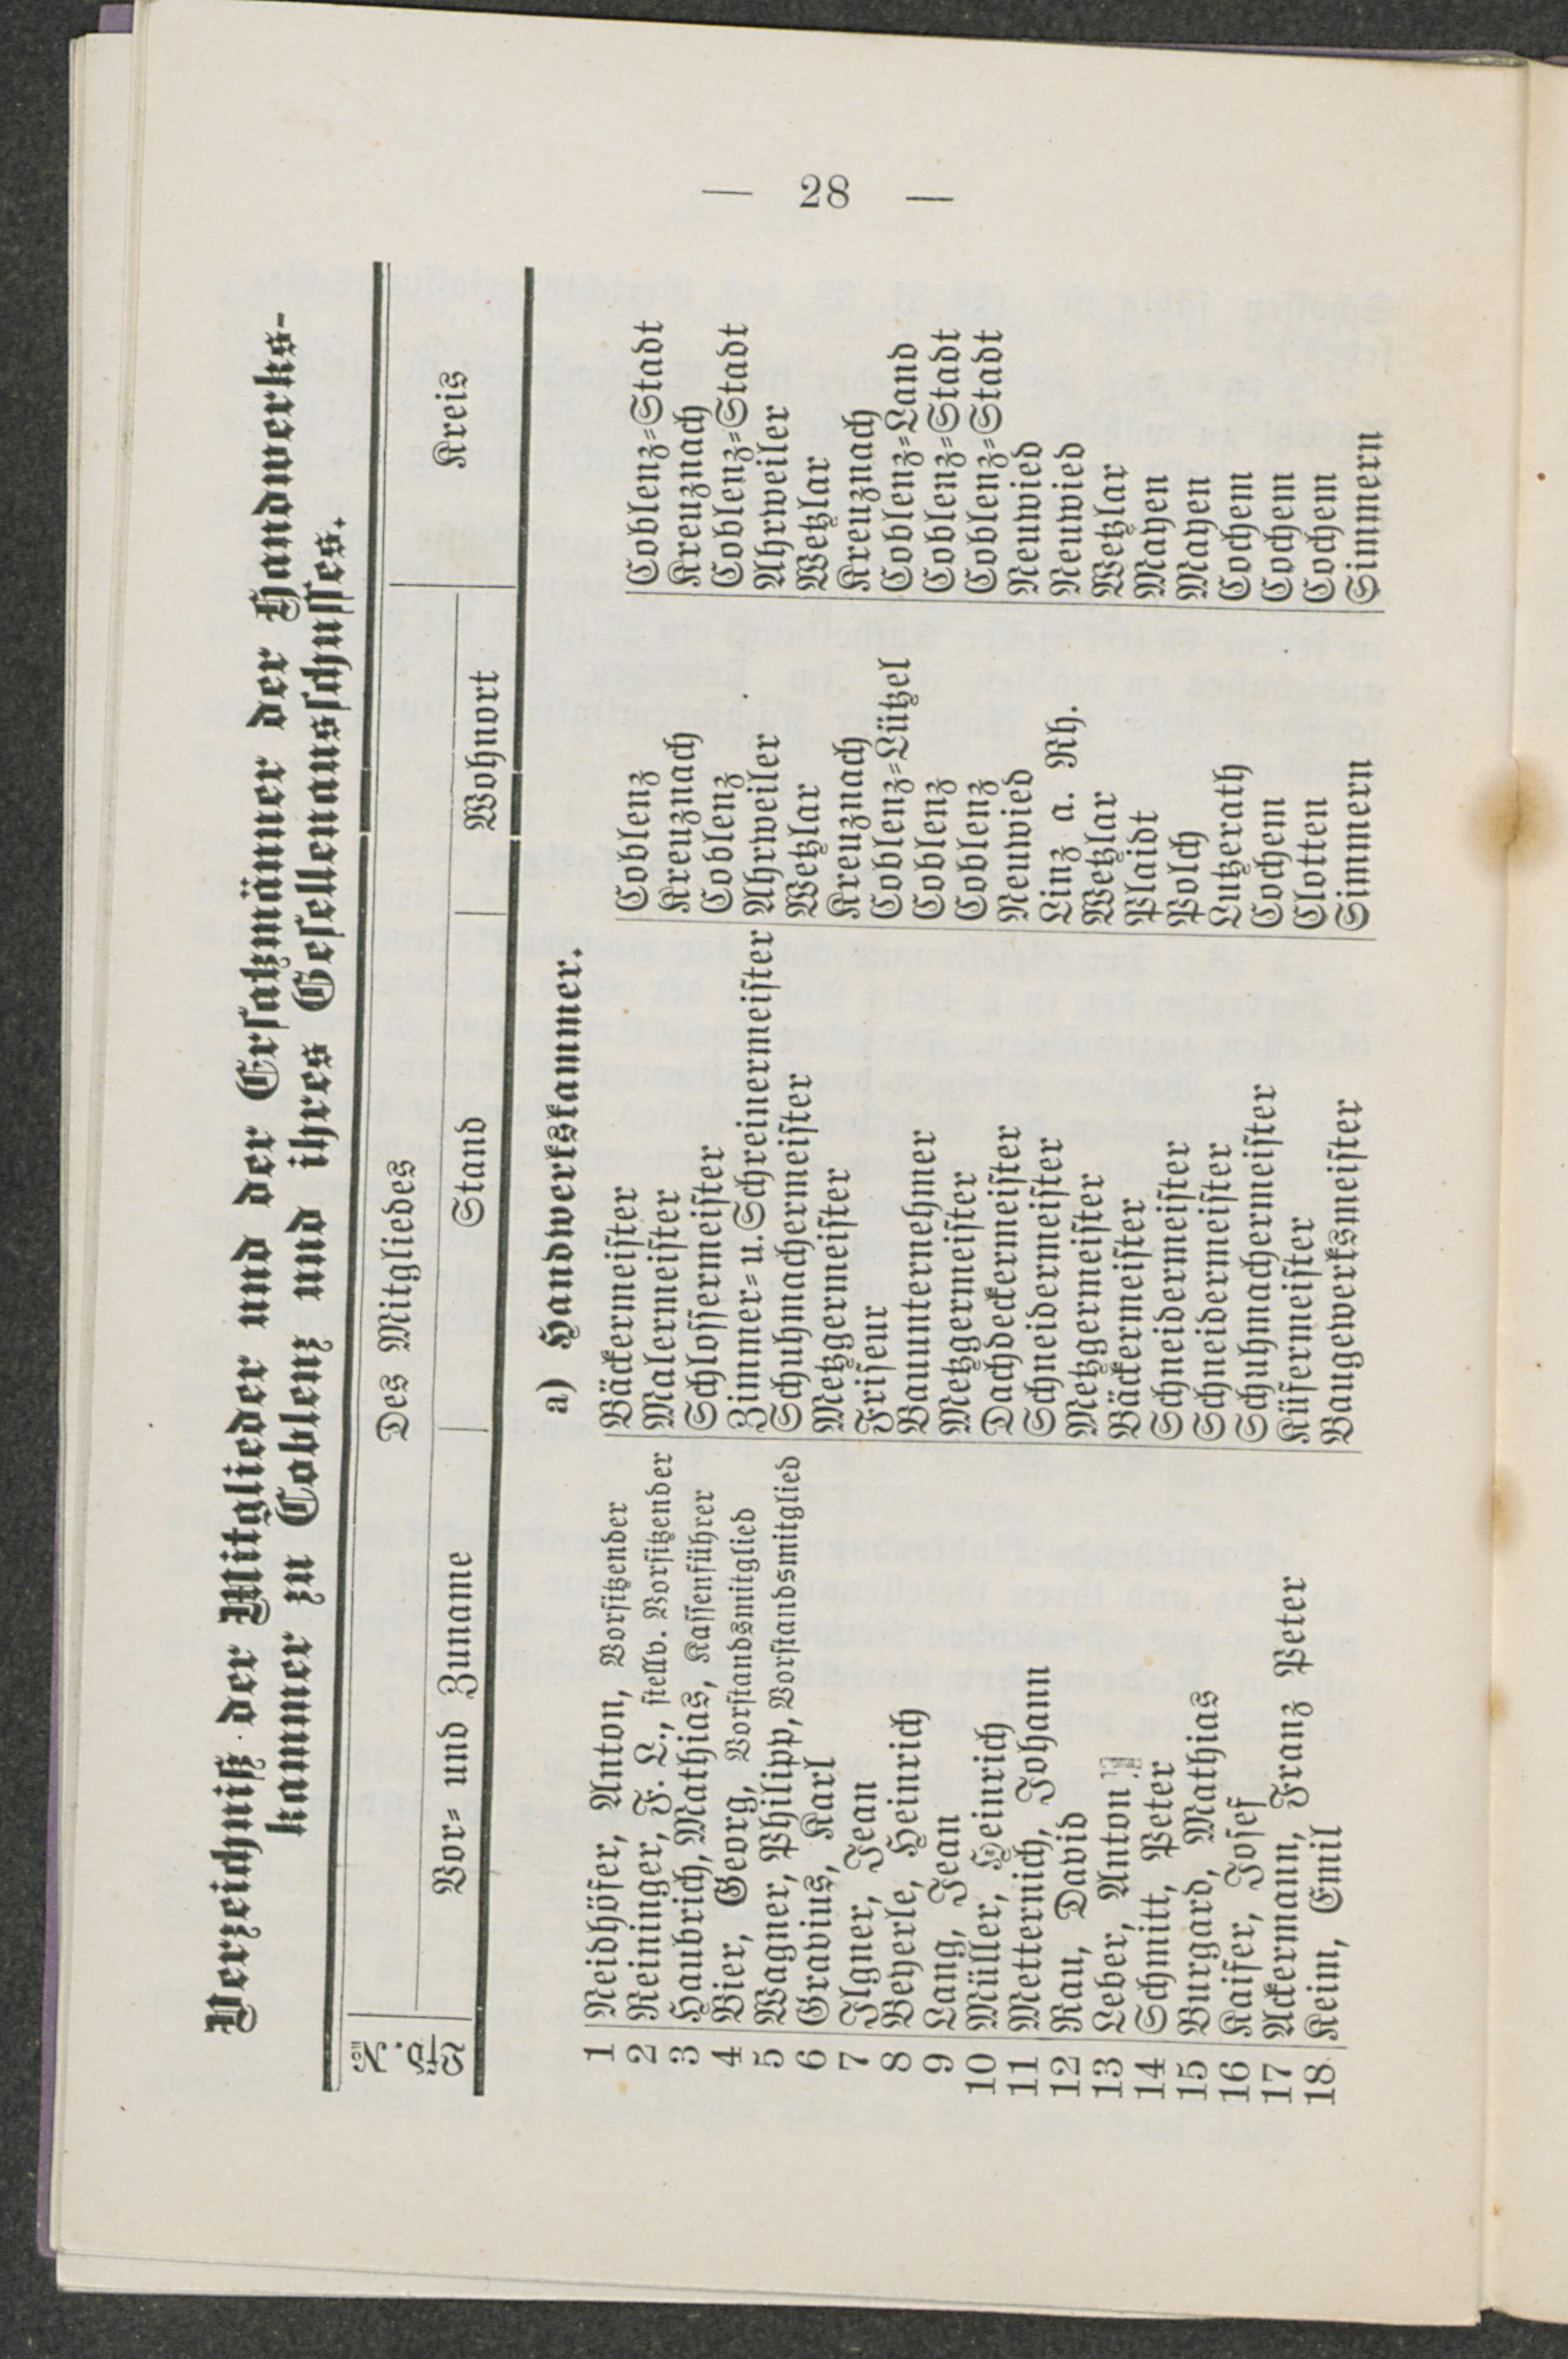 — 28 —
Verzeichniß der Mitglieder und der Ersatzmänner der Handwerks-
kammer zu Coblenz und ihres Gesellenausschusses.
Des Mitgliedes
Vor- und Zuname Stand Wohnort Kreis
a) Handwerkskammer.
1 Neidhöfer, Anton, Vorsitzender Bäckermeister Coblenz Coblenz-Stadt
2 Reininger, F. L., stellv. Vorsitzender Malermeister Kreuznach Kreuznach
3 Haubrich, Mathias, Kassenführer Schlossermeister Coblenz Coblenz-Stadt
4 Bier, Georg, Vorstandsmitglied Zimmer- u. Schreinermeister Ahrweiler Ahrweiler
5 Wagner, Philipp, Vorstandsmitglied Schuhmachermeister Wetzlar Wetzlar
6 Gravius, Karl Metzgermeister Kreuznach Kreuznach
7 Ilgner, Jean Friseur Coblenz-Lützel Coblenz-Land
8 Beyerle, Heinrich Bauunternehmer Coblenz Coblenz-Stadt
9 Lang, Jean Metzgermeister Coblenz Coblenz-Stadt
10 Müller, Heinrich Dachdeckermeister Neuwied Neuwied
11 Metternich, Johann Schneidermeister Linz a. Rh. Neuwied
12 Rau, David Metzgermeister Wetzlar Wetzlar
13 Leber, Anton Bäckermeister Plaidt Mayen
14 Schmitt, Peter Schneidermeister Polch Mayen
15 Burgard, Mathias Schneidermeister Lutzerath Cochem
16 Kaifer, Josef Schuhmachermeister Cochem Cochem
17 Ackermann, Franz Peter Küfermeister Clotten Cochem
18 Keim, Emil Baugewerksmeister Simmern Simmern